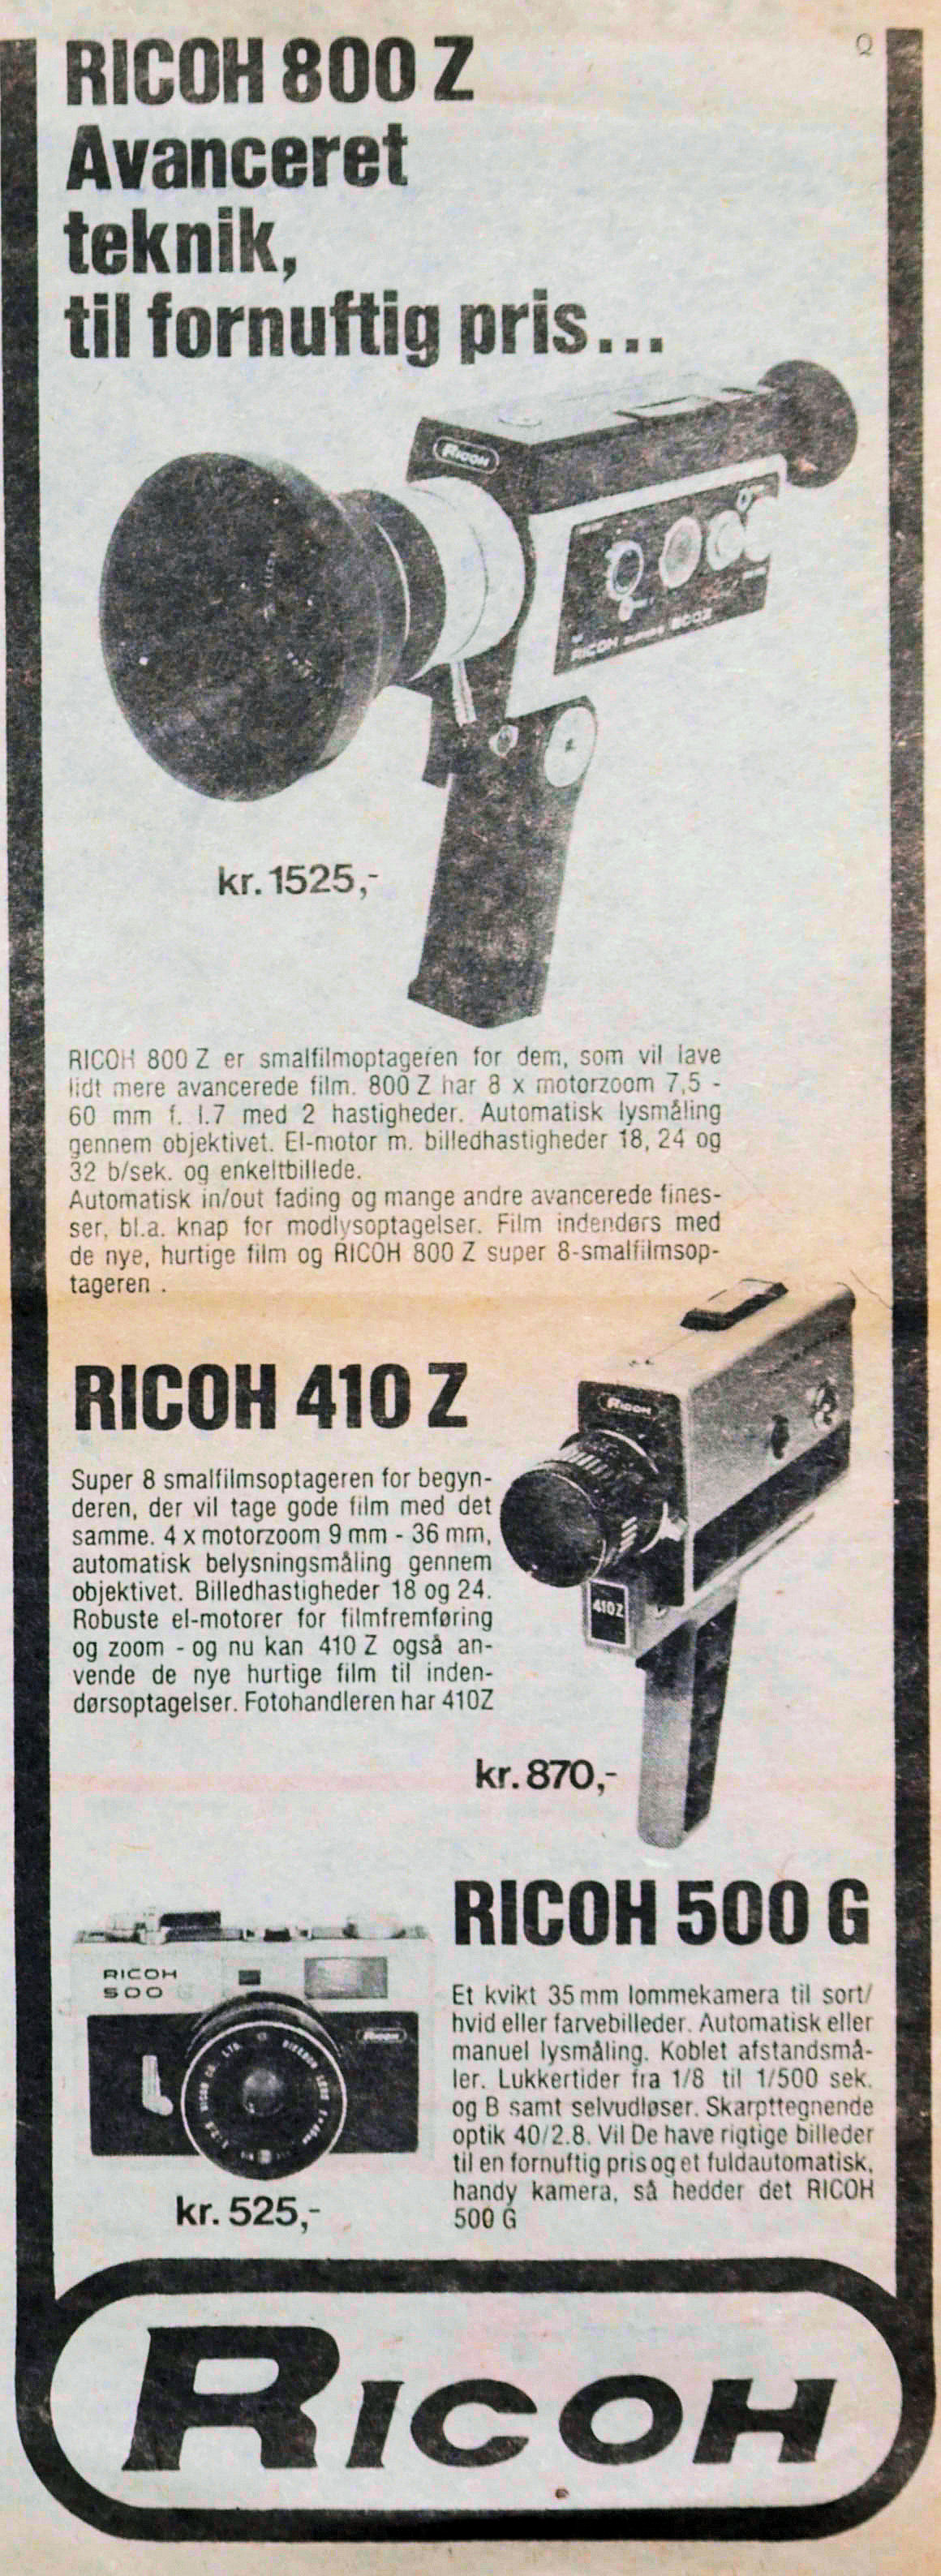 RICOH 800 Z
Avanceret
teknik,
til fornuftig pris...
RICOH
RICOH 800Z
kr. 1525,-
RICOH 800 Z er smalfilmoptageren for dem, som vil lave
lidt mere avancerede film. 800 Z har 8 x motorzoom 7,5 -
60 mm f. 1.7 med 2 hastigheder. Automatisk lysmåling
gennem objektivet. El-motor m. billedhastigheder 18, 24 og
32 b/sek. og enkeltbillede.
Automatisk in/out fading og mange andre avancerede fines-
ser, bl.a. knap for modlysoptagelser. Film indendørs med
de nye, hurtige film og RICOH 800 Z super 8-smalfilmsop-
tageren .
RICOH 410 Z
RICOH
Super 8 smalfilmsoptageren for begyn-
deren, der vil tage gode film med det
samme. 4 x motorzoom 9 mm - 36 mm,
automatisk belysningsmåling gennem
objektivet. Billedhastigheder 18 og 24.
Robuste el-motorer for filmfremføring
og zoom - og nu kan 410 Z også an-
vende de nye hurtige film til inden-
dørsoptagelser. Fotohandleren har 410Z
410Z
kr. 870,-
RICOH 500 G
RICOH
500 G
RICOH
Et kvikt 35 mm lommekamera til sort/
hvid eller farvebilleder. Automatisk eller
manuel lysmåling. Koblet afstandsmå-
ler. Lukkertider fra 1/8 til 1/500 sek.
og B samt selvudløser. Skarpttegnende
optik 40/2.8. Vil De have rigtige billeder
til en fornuftig pris og et fuldautomatisk,
handy kamera, så hedder det RICOH
500 G
kr. 525,-
RICOH